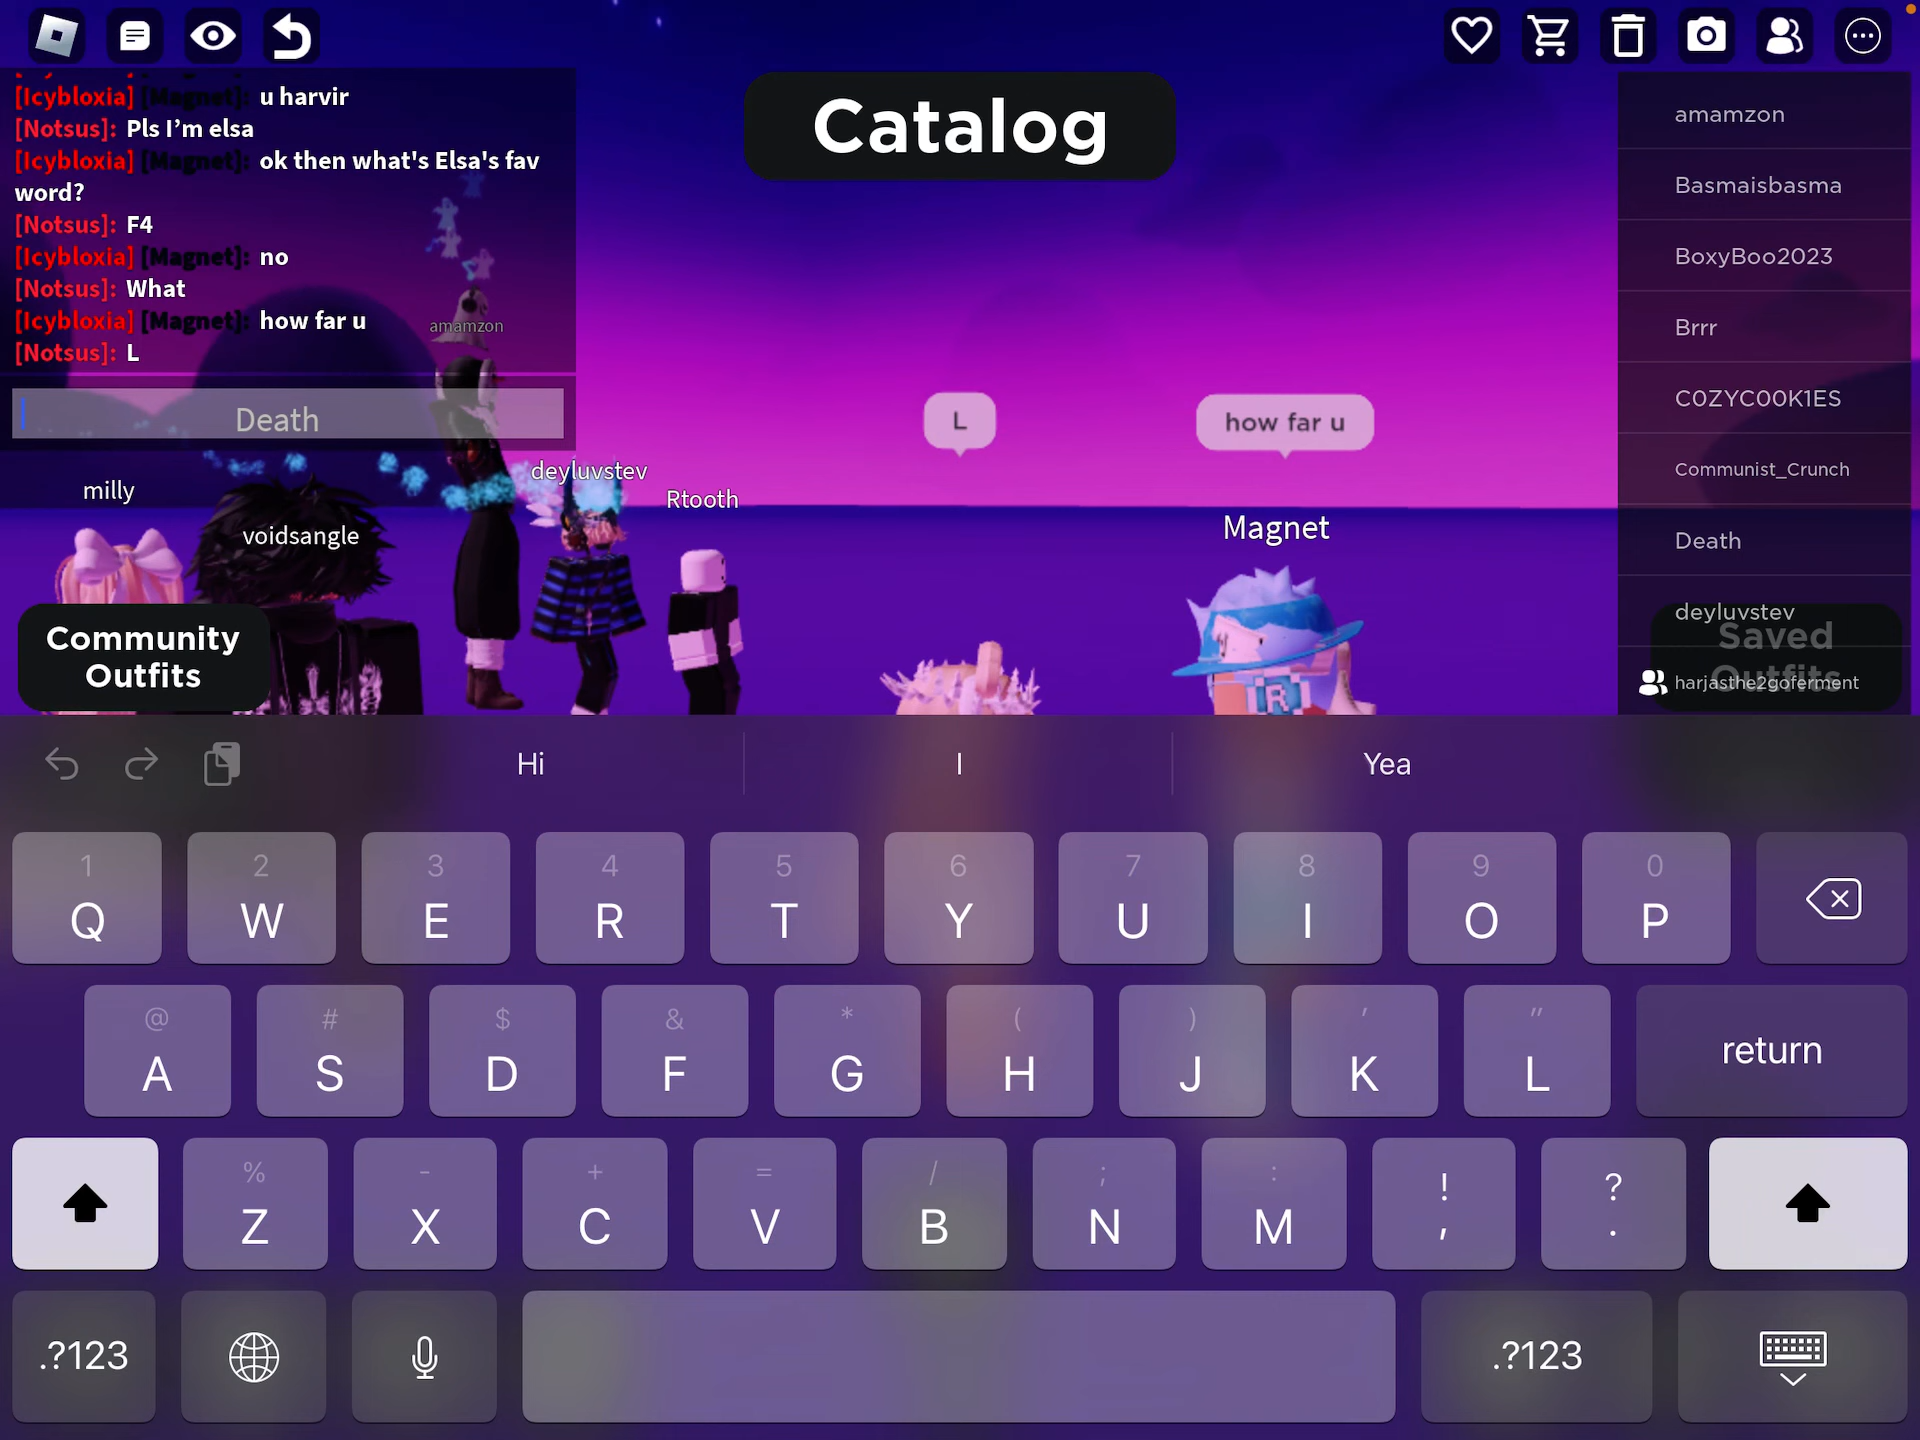 [Icybloxia] [Magnet]: u harvir
[Notsus]: Pls I’m elsa
[Icybloxia] [Magnet]: ok then what's Elsa's fav
word?
[Notsus]: F4
[Icybloxia] [Magnet]: no
[Notsus]: What
[Icybloxia] [Magnet]: how far u
[Notsus]: L
Death
Catalog
amamzon
Basmaisbasma
BoxyBoo2023
Brrr
C0ZYC00K1ES
Communist_Crunch
Death
deyluvstev
harjasthe2goferment
Saved
Outfits
amamzon
L
how far u
milly
voidsangle
deyluvstev
Rtooth
Magnet
R
Community
Outfits
Hi
I
Yea
1 2 3 4 5 6 7 8 9 0
Q W E R T Y U I O P
@ # $ & * ( ) ' "
A S D F G H J K L return
% - + = / ; : ! ?
Z X C V B N M , .
.?123 .?123